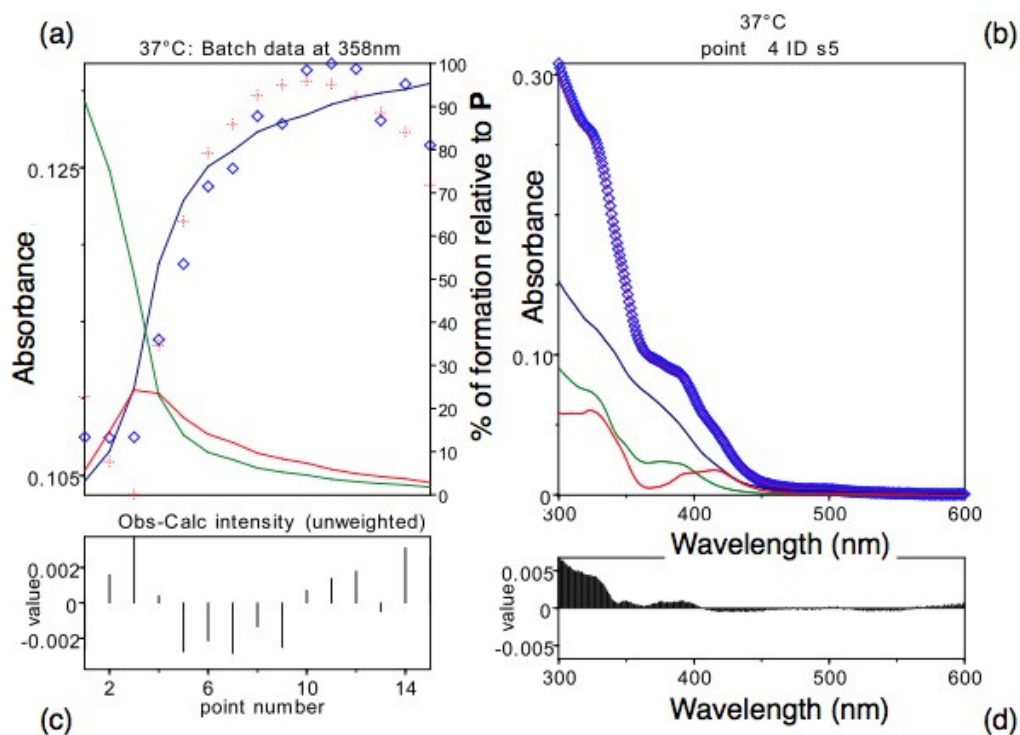 (a)
37°C: Batch data at 358nm
Absorbance
0.125
0.105
100
90
80
70
60
50
40
30
20
10
0
% of formation relative to P
37°C
point 4 ID s5
(b)
Absorbance
0.30
0.10
0
300
400
500
600
Wavelength (nm)
Obs-Calc intensity (unweighted)
value
0.002
0
-0.002
2
6
10
14
point number
(c)
value
0.005
0
-0.005
300
400
500
600
Wavelength (nm)
(d)